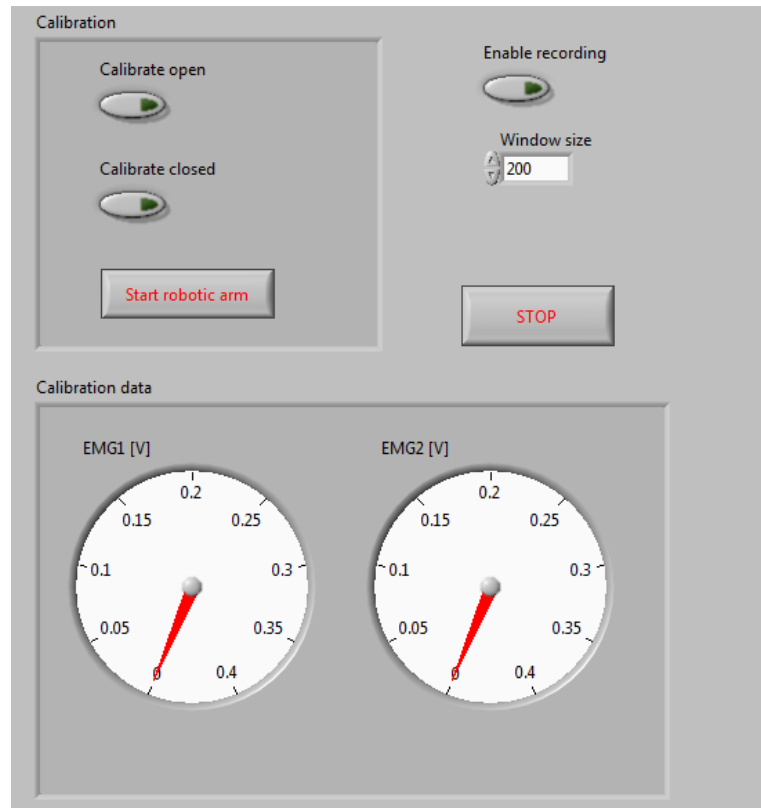 Calibration
Calibrate open
Enable recording
Window size
200
Calibrate closed
Start robotic arm
STOP
Calibration data
EMG1 [V]
0
0.05
0.1
0.15
0.2
0.25
0.3
0.35
0.4
EMG2 [V]
0
0.05
0.1
0.15
0.2
0.25
0.3
0.35
0.4